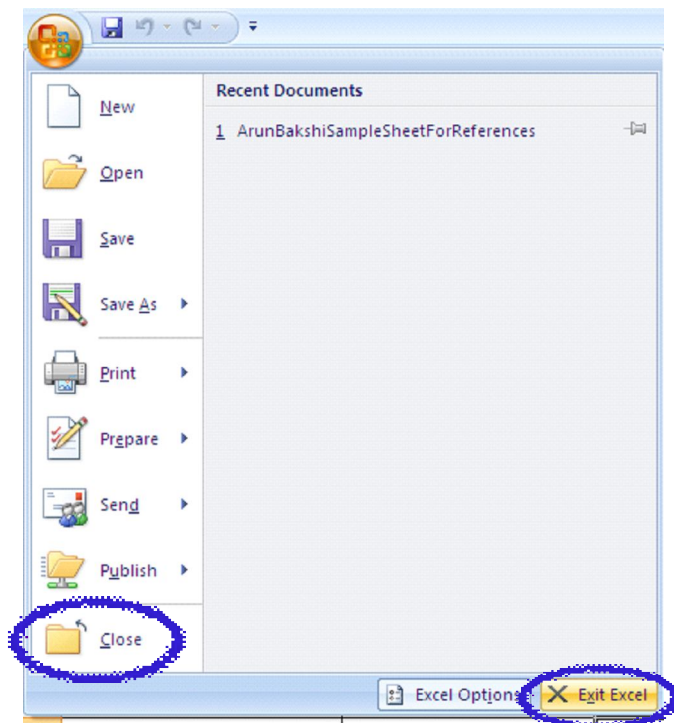 New
Open
Save
Save As
Print
Prepare
Send
Publish
Close
Recent Documents
1 ArunBakshiSampleSheetForReferences
Excel Options
Exit Excel